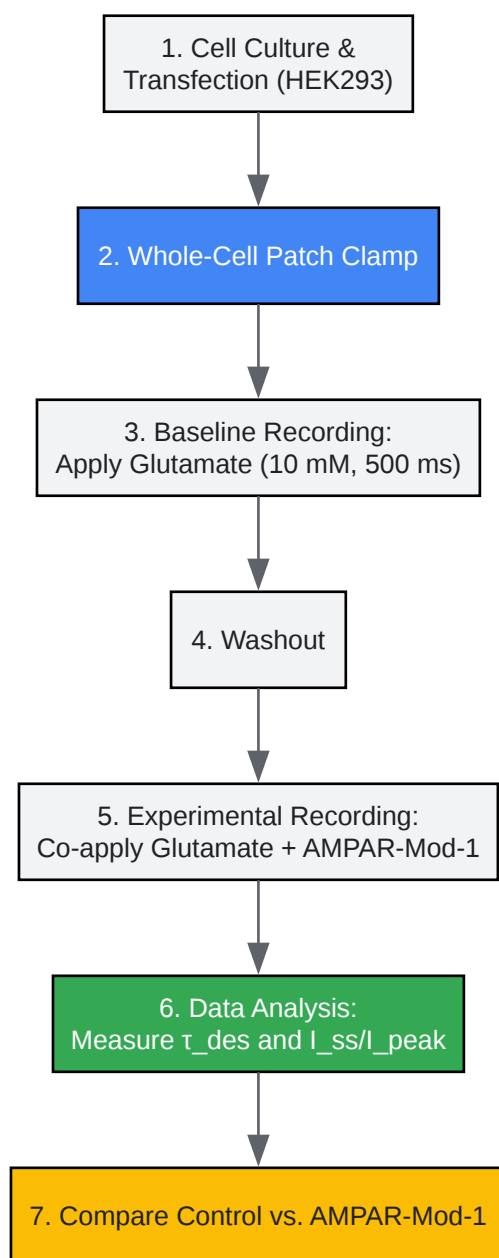 1. Cell Culture &
Transfection (HEK293)
2. Whole-Cell Patch Clamp
3. Baseline Recording:
Apply Glutamate (10 mM, 500 ms)
4. Washout
5. Experimental Recording:
Co-apply Glutamate + AMPAR-Mod-1
6. Data Analysis:
Measure τ_des and I_ss/I_peak
7. Compare Control vs. AMPAR-Mod-1